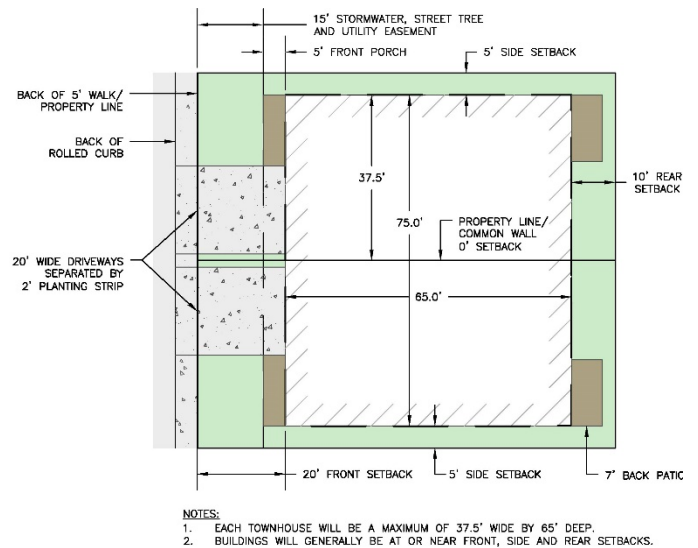 15' STORMWATER, STREET TREE
AND UTILITY EASEMENT
5' FRONT PORCH
5' SIDE SETBACK
BACK OF 5' WALK/
PROPERTY LINE
BACK OF
ROLLED CURB
37.5'
10' REAR
SETBACK
75.0'
PROPERTY LINE/
COMMON WALL
0' SETBACK
20' WIDE DRIVEWAYS
SEPARATED BY
2' PLANTING STRIP
65.0'
20' FRONT SETBACK
5' SIDE SETBACK
7' BACK PATIO
NOTES:
1. EACH TOWNHOUSE WILL BE A MAXIMUM OF 37.5' WIDE BY 65' DEEP.
2. BUILDINGS WILL GENERALLY BE AT OR NEAR FRONT, SIDE AND REAR SETBACKS.